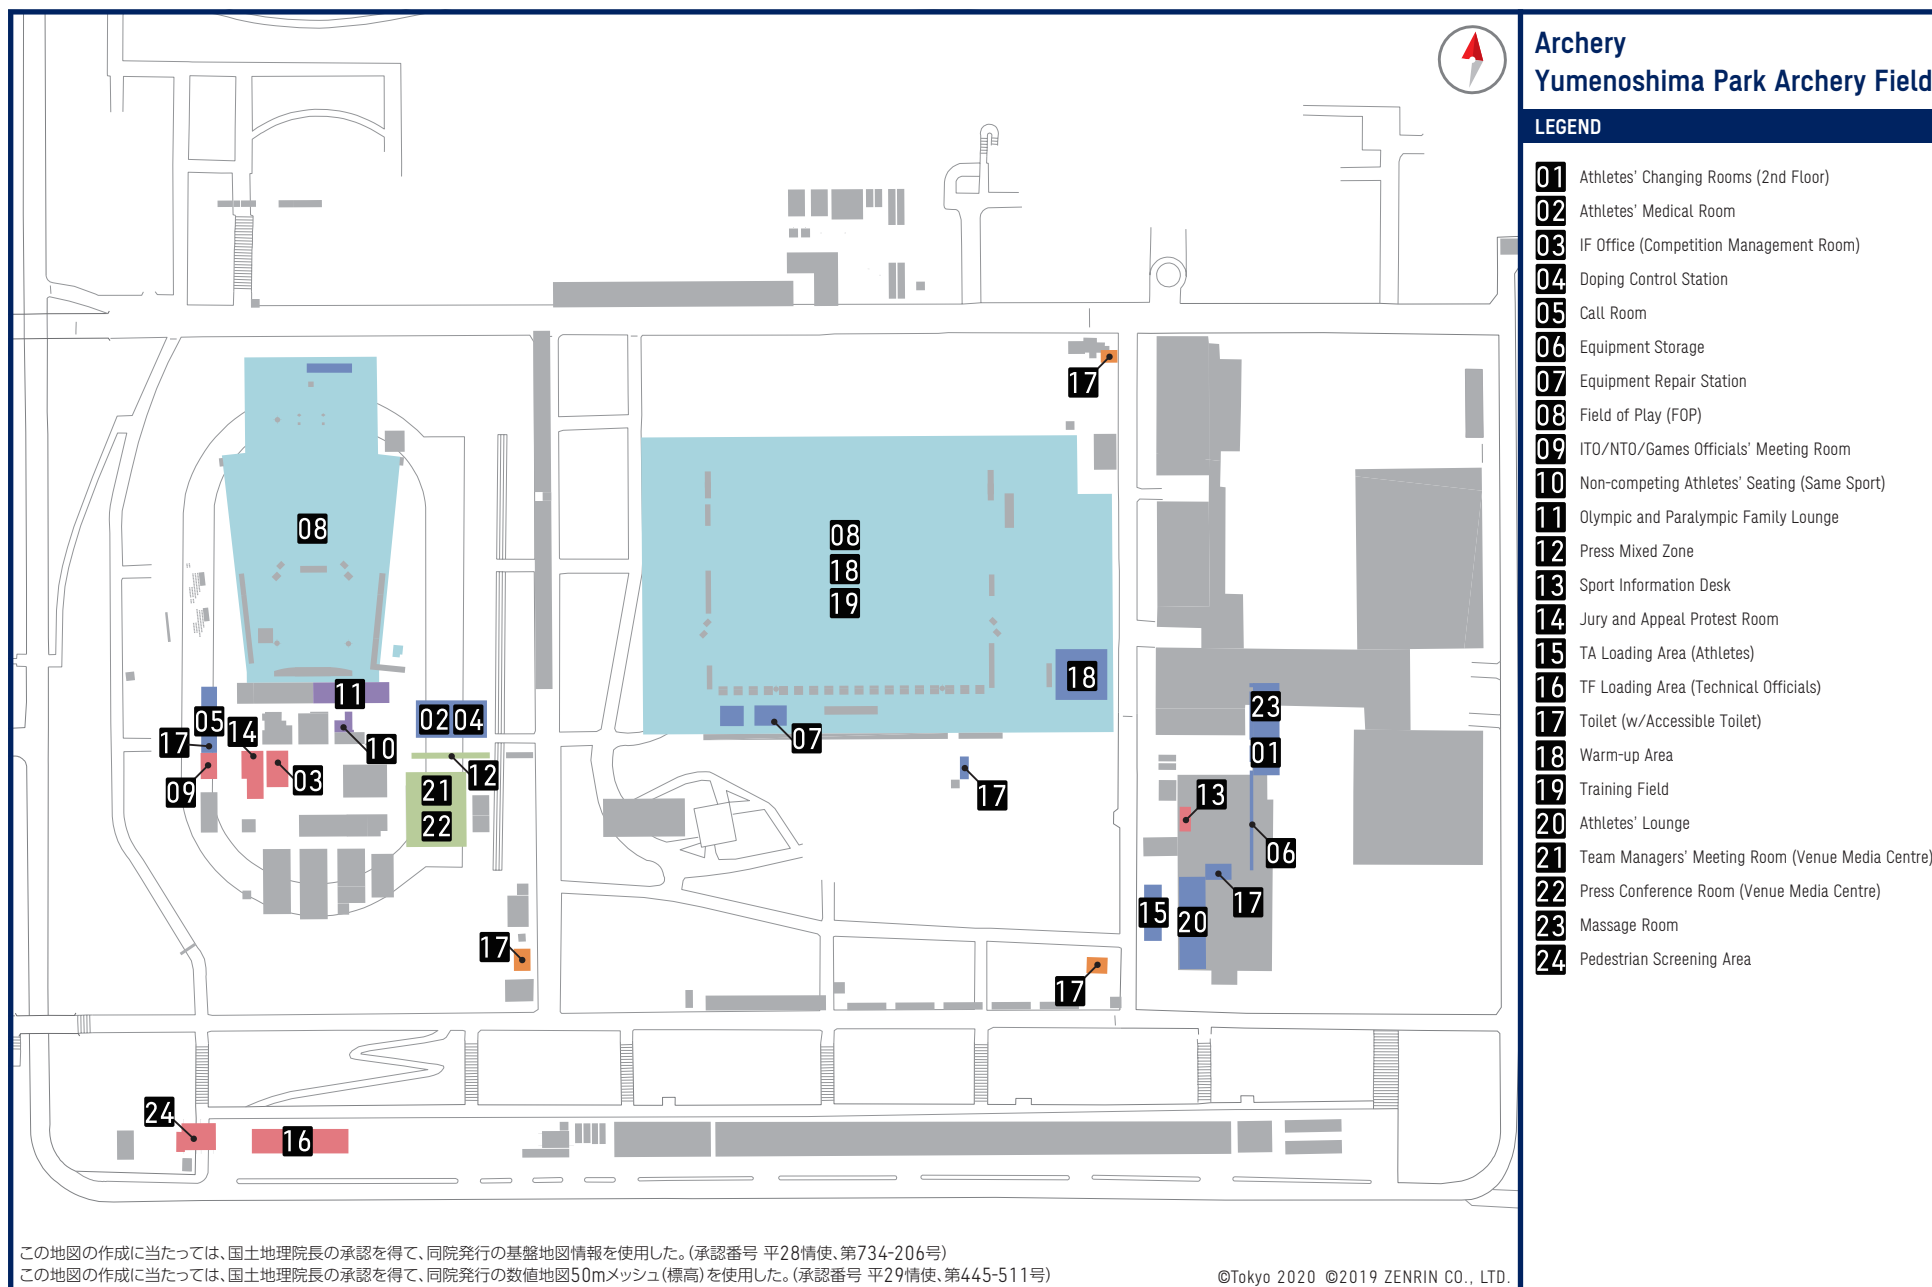 Archery
Yumenoshima Park Archery Field
LEGEND
01 Athletes' Changing Rooms (2nd Floor)
02 Athletes' Medical Room
03 IF Office (Competition Management Room)
04 Doping Control Station
05 Call Room
06 Equipment Storage
07 Equipment Repair Station
08 Field of Play (FOP)
09 ITO/NTO/Games Officials' Meeting Room
10 Non-competing Athletes' Seating (Same Sport)
11 Olympic and Paralympic Family Lounge
12 Press Mixed Zone
13 Sport Information Desk
14 Jury and Appeal Protest Room
15 TA Loading Area (Athletes)
16 TF Loading Area (Technical Officials)
17 Toilet (w/Accessible Toilet)
18 Warm-up Area
19 Training Field
20 Athletes' Lounge
21 Team Managers' Meeting Room (Venue Media Centre)
22 Press Conference Room (Venue Media Centre)
23 Massage Room
24 Pedestrian Screening Area
17
08
08
18
19
18
11
05
02 04
23
14
17
10
07
12
01
03
09
21
17
13
22
06
17
15
20
17
17
24
16
この地図の作成に当たっては、国土地理院長の承認を得て、同院発行の基盤地図情報を使用した。(承認番号 平28情使、第734-206号)
この地図の作成に当たっては、国土地理院長の承認を得て、同院発行の数値地図50mメッシュ(標高)を使用した。(承認番号 平29情使、第445-511号)
©Tokyo 2020 ©2019 ZENRIN CO., LTD.